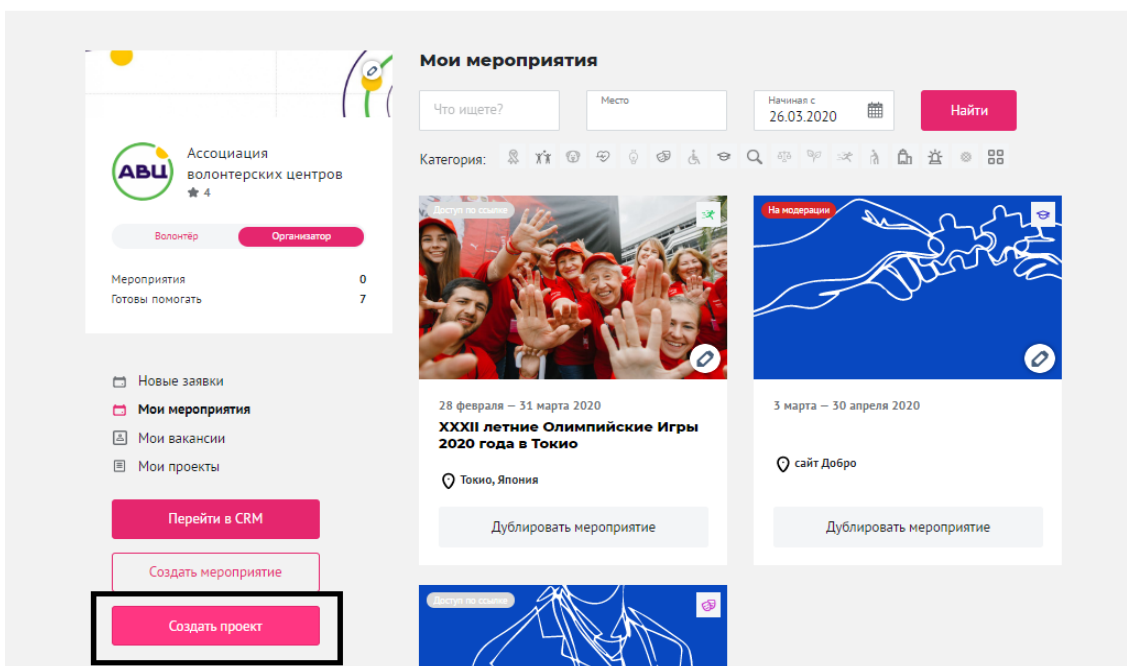 АВЦ
Ассоциация
волонтерских центров
4
Волонтёр
Организатор
Мероприятия 0
Готовы помогать 7
Новые заявки
Мои мероприятия
Мои вакансии
Мои проекты
Перейти в CRM
Создать мероприятие
Создать проект
Мои мероприятия
Что ищете?
Место
Начиная с
26.03.2020
Найти
Категория:
Доступ по ссылке
28 февраля — 31 марта 2020
XXXII летние Олимпийские Игры
2020 года в Токио
Токио, Япония
Дублировать мероприятие
На модерации
3 марта — 30 апреля 2020
сайт Добро
Дублировать мероприятие
Доступ по ссылке